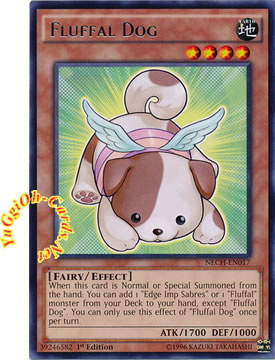 FLUFFAL DOG
EARTH
地
YuGgiOh-Cards.Net
NECH-EN017
[FAIRY/EFFECT]
When this card is Normal or Special Summoned from
the hand: You can add 1 "Edge Imp Sabres" or 1 "Fluffal"
monster from your Deck to your hand, except "Fluffal
Dog". You can only use this effect of "Fluffal Dog" once
per turn.
ATK/1700 DEF/1000
39246582 1st Edition ©1996 KAZUKI TAKAHASHI